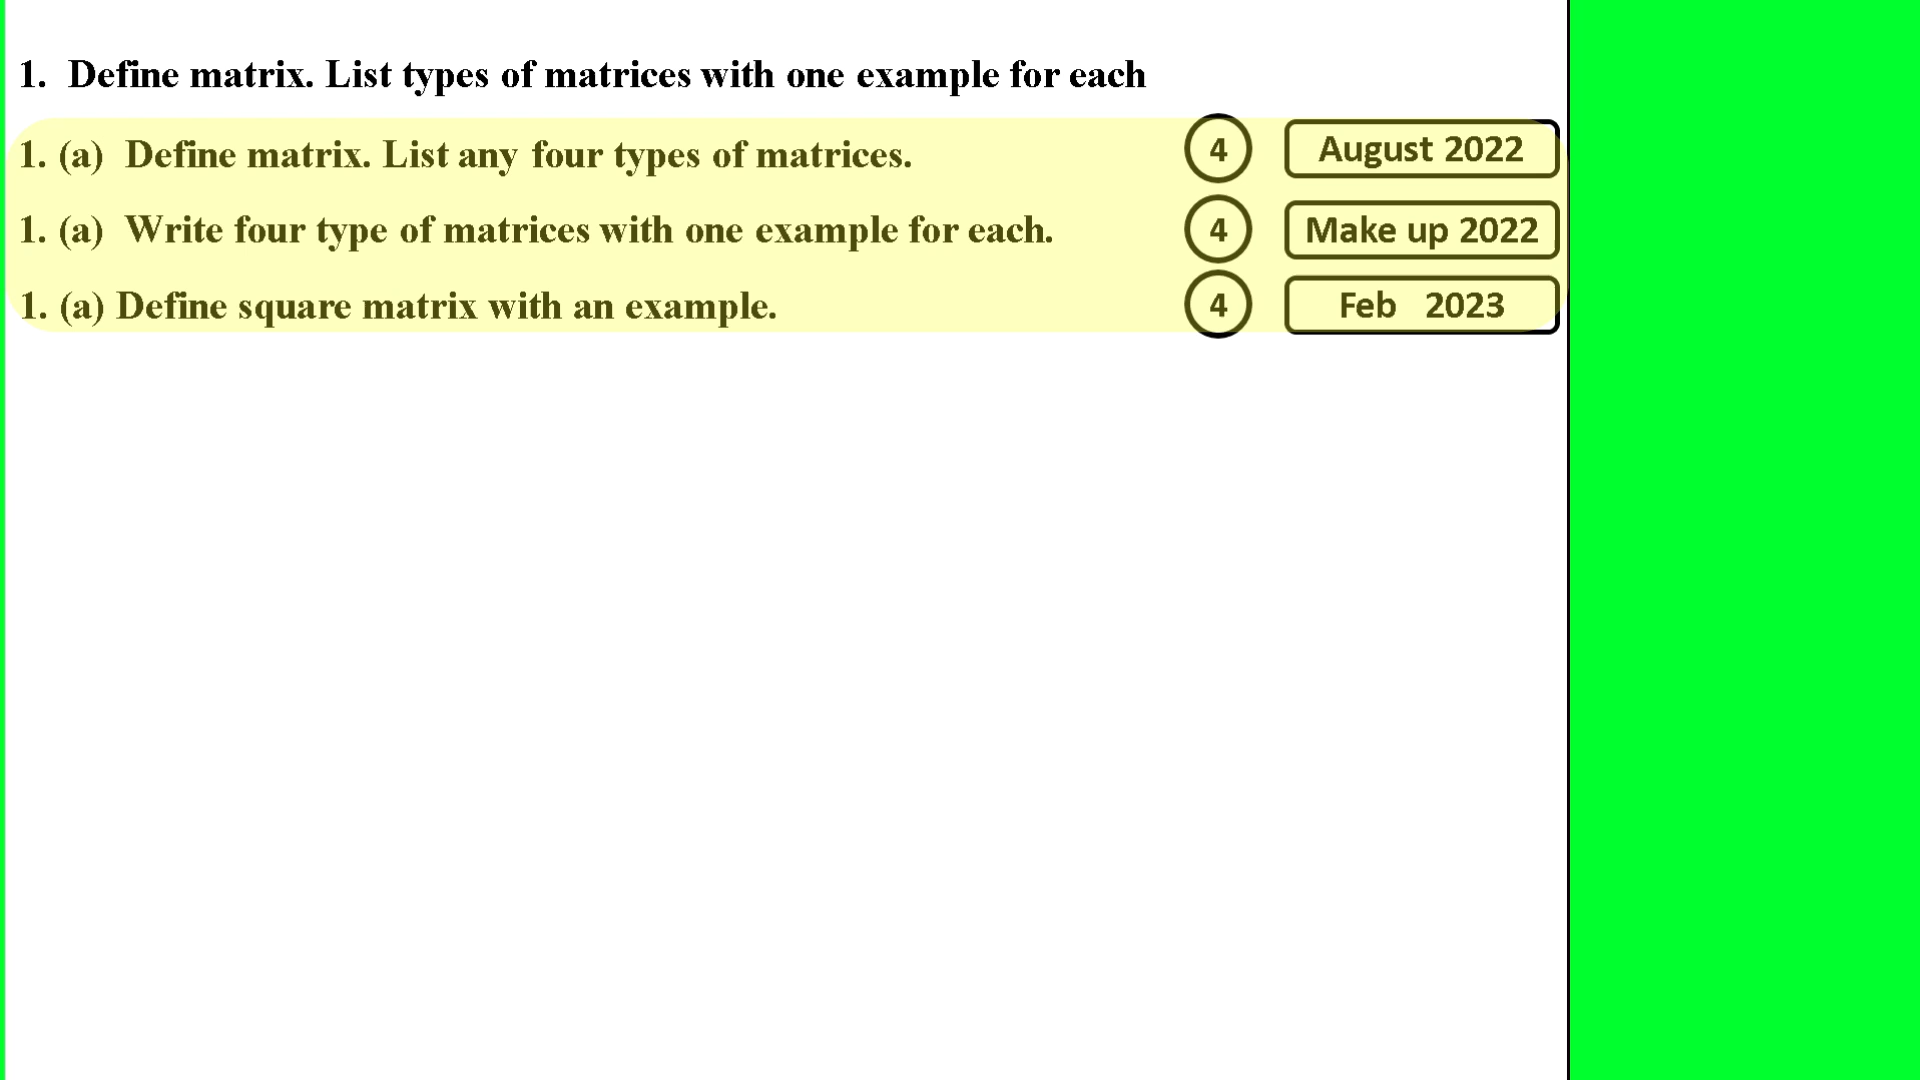 1. Define matrix. List types of matrices with one example for each
1. (a) Define matrix. List any four types of matrices. 4 August 2022
1. (a) Write four type of matrices with one example for each. 4 Make up 2022
1. (a) Define square matrix with an example. 4 Feb 2023